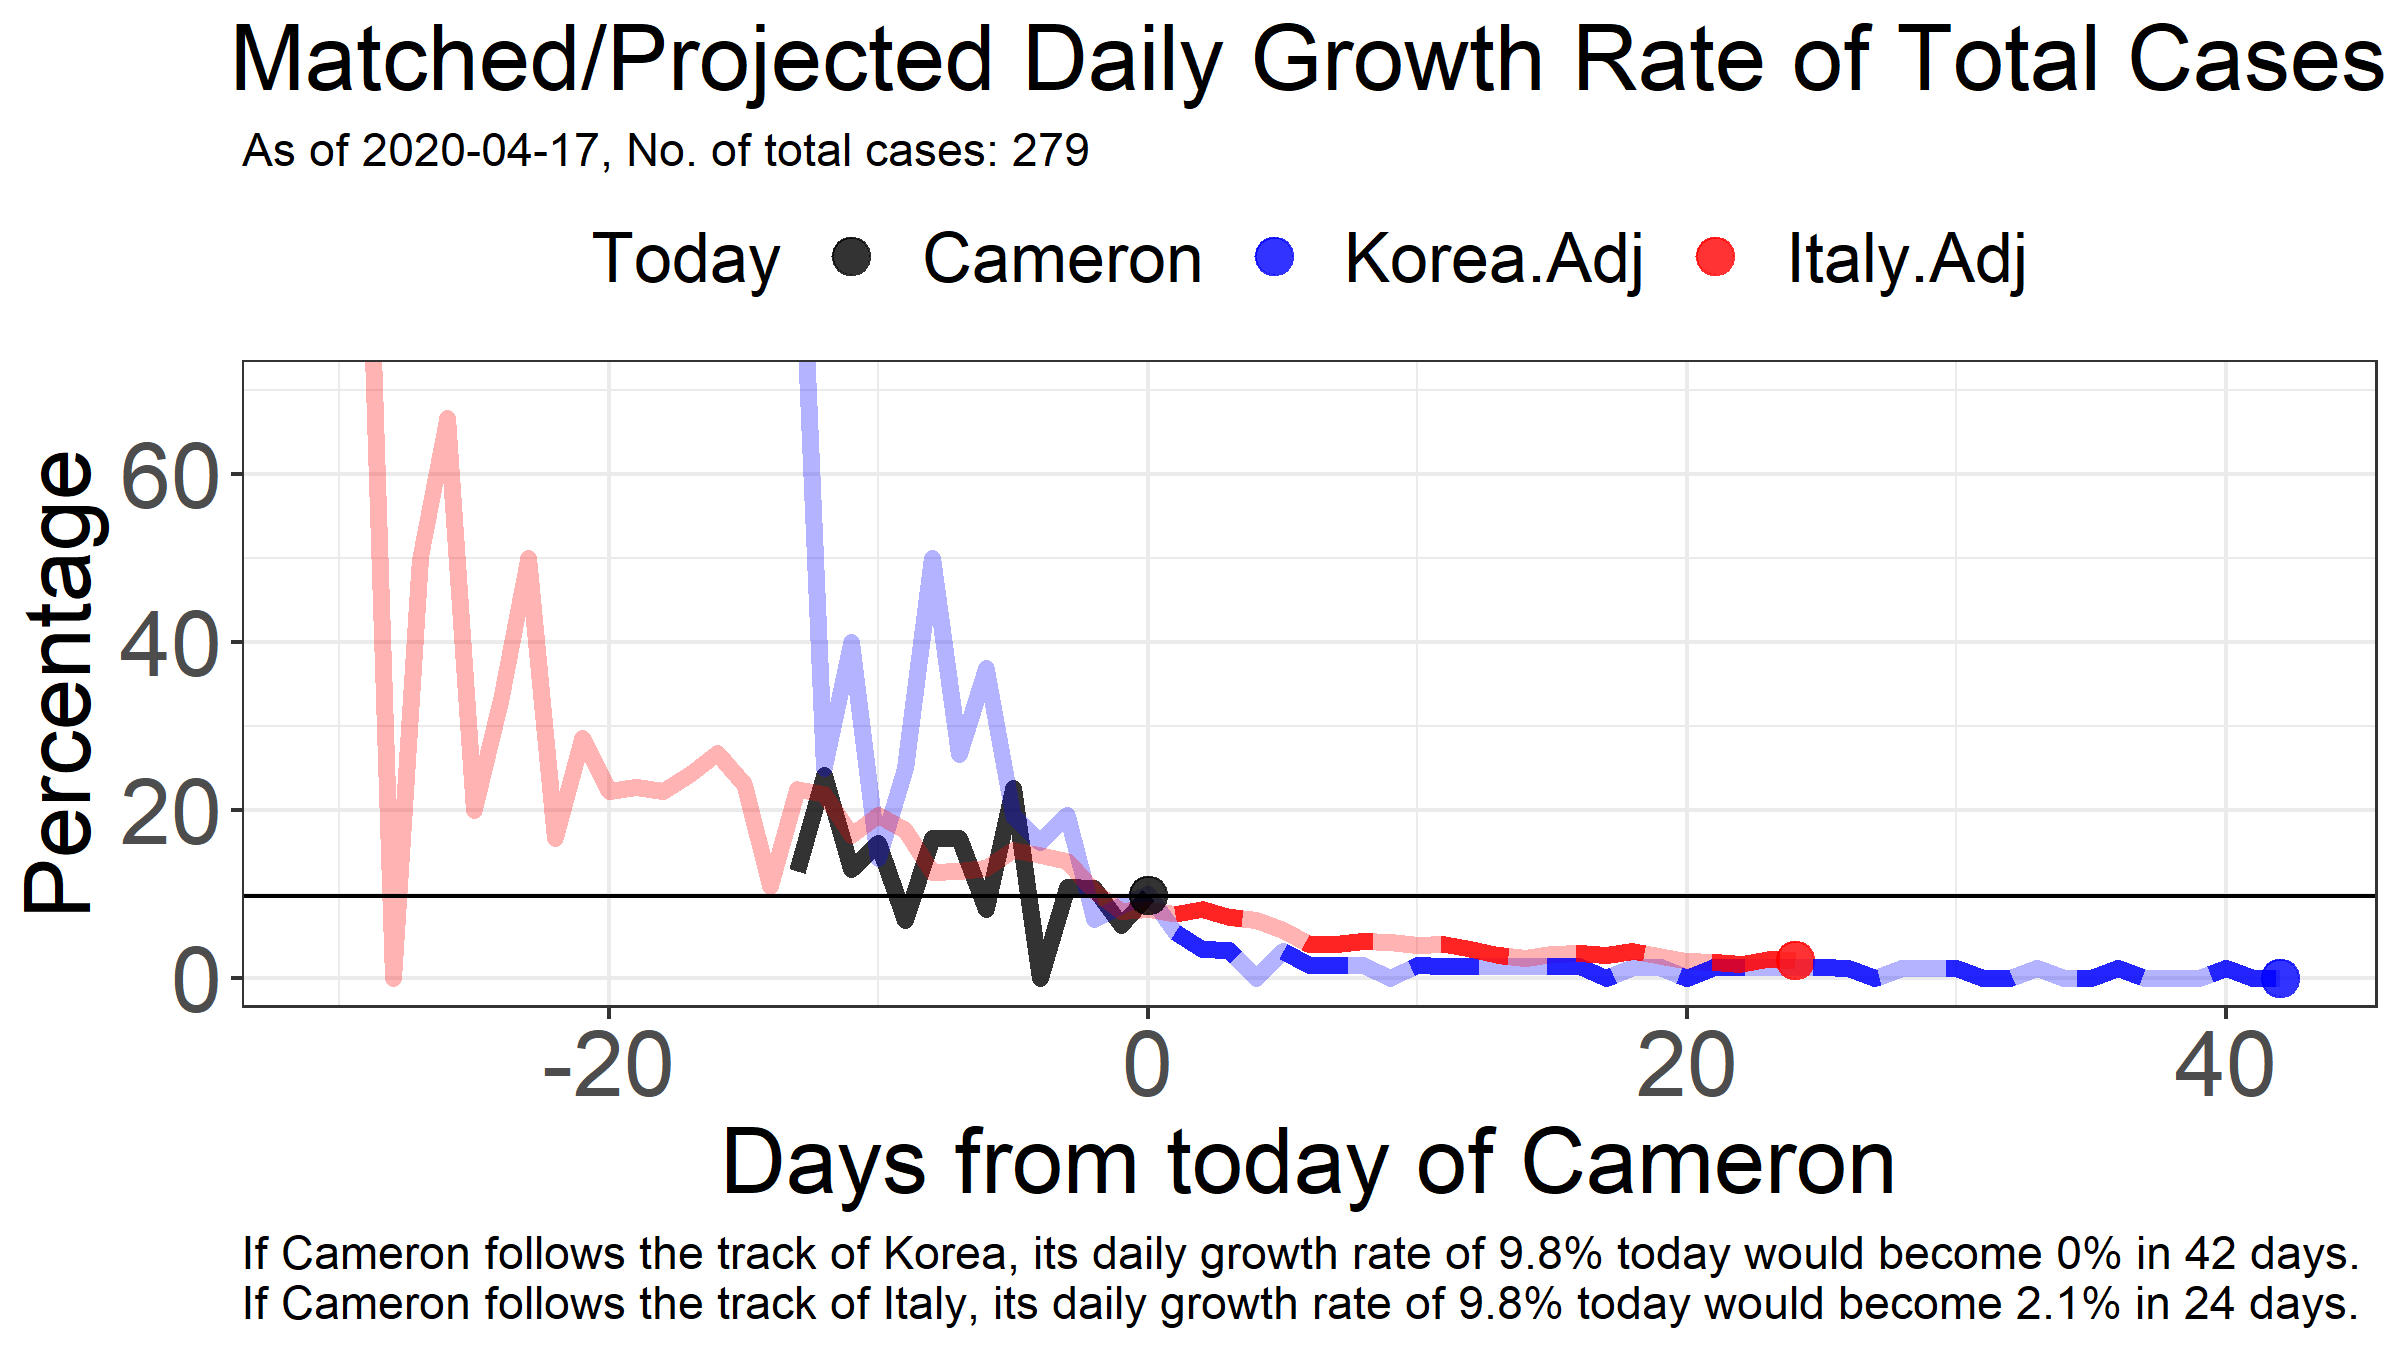 Matched/Projected Daily Growth Rate of Total Cases
As of 2020-04-17, No. of total cases: 279
Today Cameron Korea.Adj Italy.Adj
Percentage
60
40
20
0
-20 0 20 40
Days from today of Cameron
If Cameron follows the track of Korea, its daily growth rate of 9.8% today would become 0% in 42 days.
If Cameron follows the track of Italy, its daily growth rate of 9.8% today would become 2.1% in 24 days.